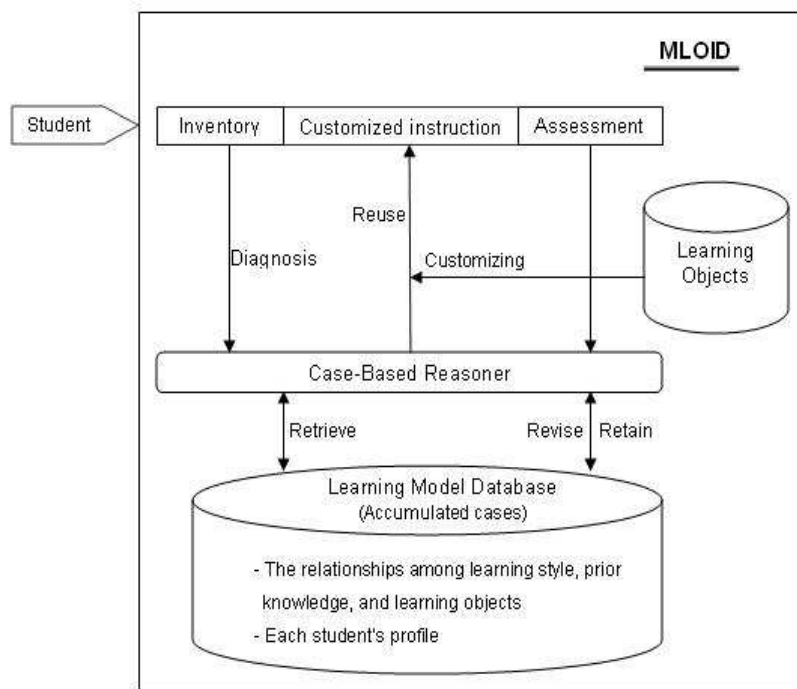 MLOID
Student
Inventory
Customized instruction
Assessment
Reuse
Diagnosis
Customizing
Learning
Objects
Case-Based Reasoner
Retrieve
Revise
Retain
Learning Model Database
(Accumulated cases)
- The relationships among learning style, prior
knowledge, and learning objects
- Each student's profile